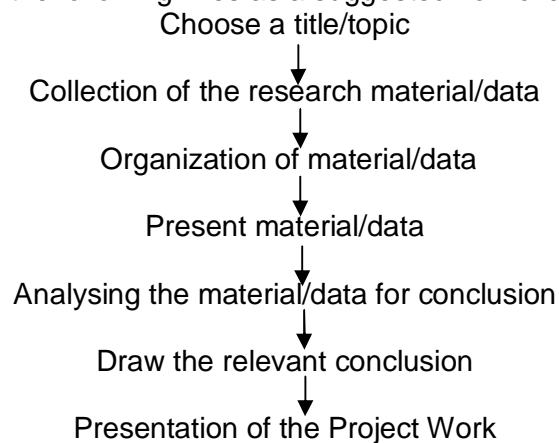 Choose a title/topic
Collection of the research material/data
Organization of material/data
Present material/data
Analysing the material/data for conclusion
Draw the relevant conclusion
Presentation of the Project Work